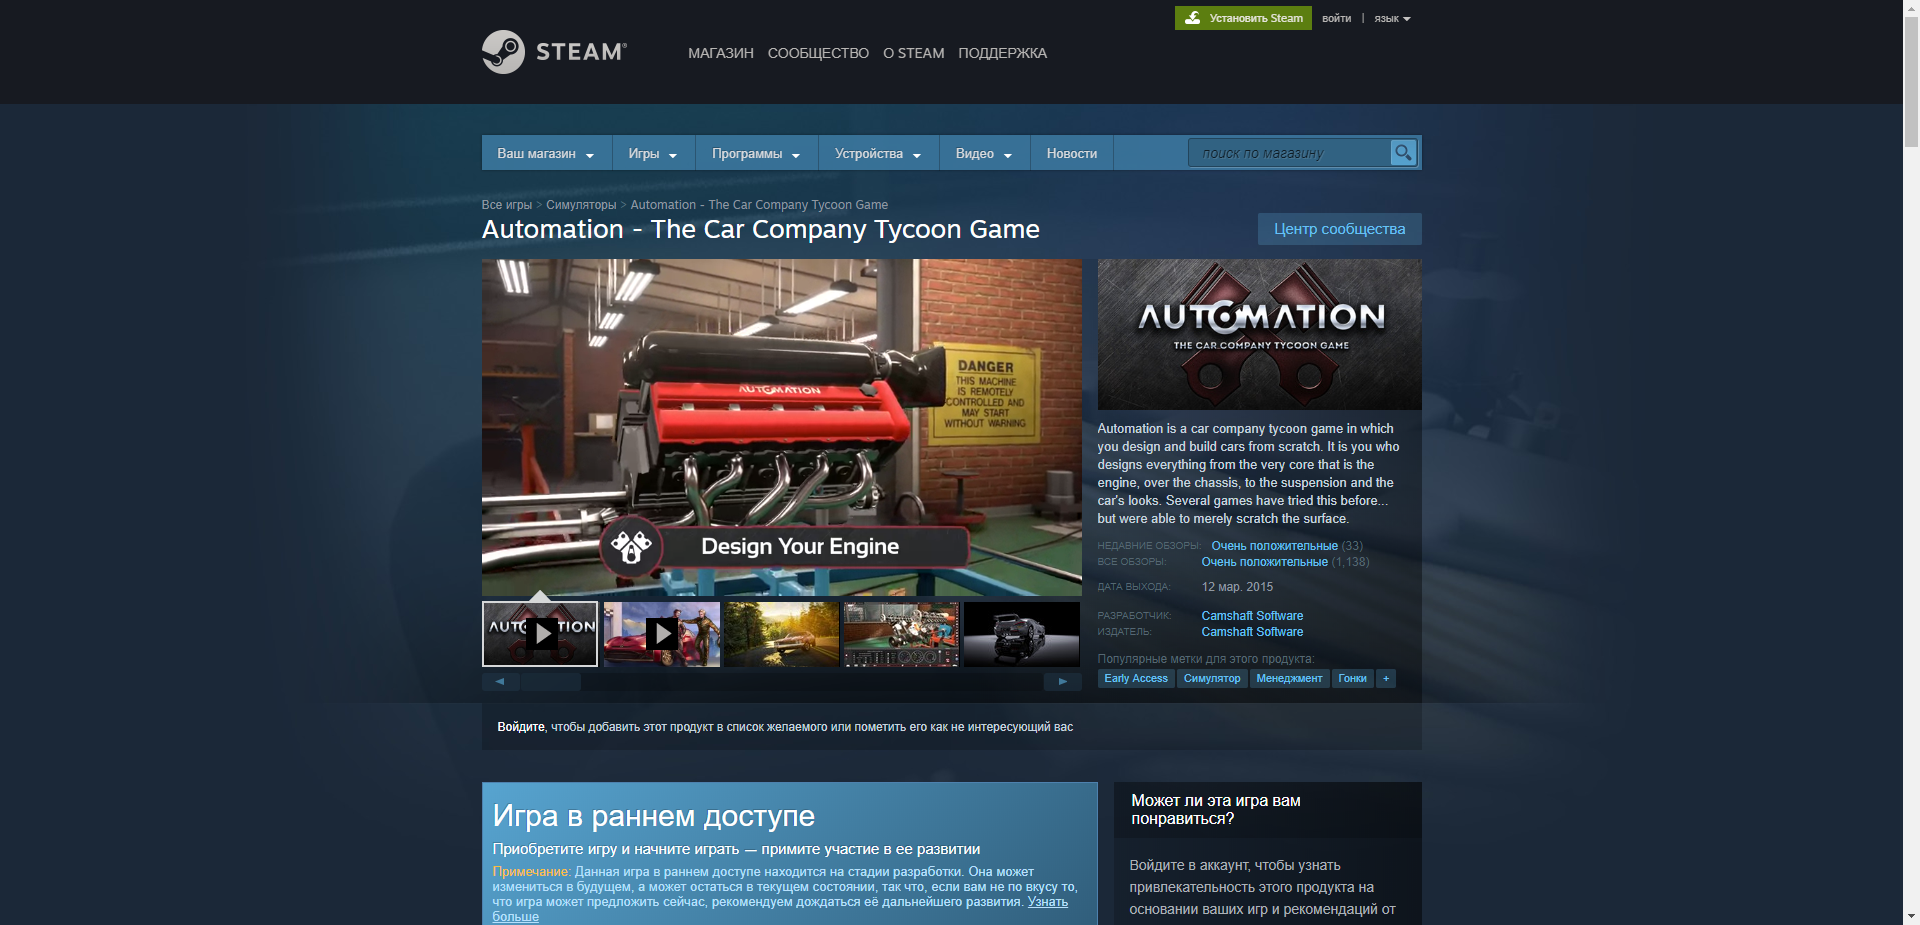 Установить Steam
войти | язык
STEAM®
МАГАЗИН СООБЩЕСТВО О STEAM ПОДДЕРЖКА
Ваш магазин Игры Программы Устройства Видео Новости поиск по магазину
Все игры > Симуляторы > Automation - The Car Company Tycoon Game
Automation - The Car Company Tycoon Game
Центр сообщества
AUTOMATION
DANGER
THIS MACHINE
IS REMOTELY
CONTROLLED AND
MAY START
WITHOUT WARNING
Design Your Engine
AUTOMATION
AUTOMATION
THE CAR COMPANY TYCOON GAME
Automation is a car company tycoon game in which
you design and build cars from scratch. It is you who
designs everything from the very core that is the
engine, over the chassis, to the suspension and the
car's looks. Several games have tried this before...
but were able to merely scratch the surface.
НЕДАВНИЕ ОБЗОРЫ: Очень положительные (33)
ВСЕ ОБЗОРЫ: Очень положительные (1,138)
ДАТА ВЫХОДА: 12 мар. 2015
РАЗРАБОТЧИК: Camshaft Software
ИЗДАТЕЛЬ: Camshaft Software
Популярные метки для этого продукта:
Early Access Симулятор Менеджмент Гонки +
Войдите, чтобы добавить этот продукт в список желаемого или пометить его как не интересующий вас
Игра в раннем доступе
Приобретите игру и начните играть — примите участие в ее развитии
Примечание: Данная игра в раннем доступе находится на стадии разработки. Она может
измениться в будущем, а может остаться в текущем состоянии, так что, если вам не по вкусу то,
что игра может предложить сейчас, рекомендуем дождаться её дальнейшего развития. Узнать
больше
Может ли эта игра вам
понравиться?
Войдите в аккаунт, чтобы узнать
привлекательность этого продукта на
основании ваших игр и рекомендаций от